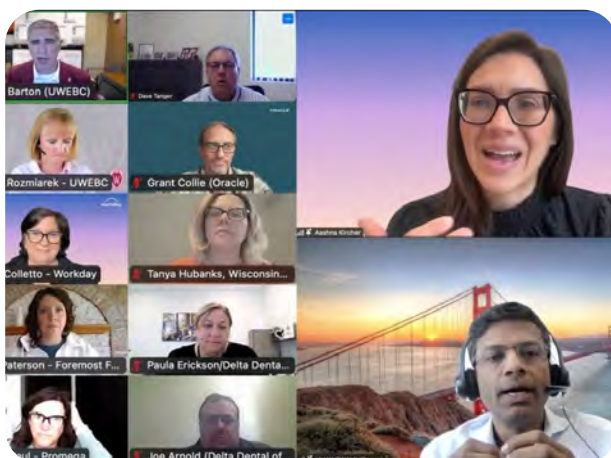 Barton (UWEBC)
Dave Tanger
Rozmiarek - UWEBC
Grant Collie (Oracle)
Colletto - Workday
Tanya Hubanks, Wisconsin...
Paterson - Foremost F...
Paula Erickson/Delta Denta...
- Promega
Joe Arnold (Delta Dental of
Aashna Kircher